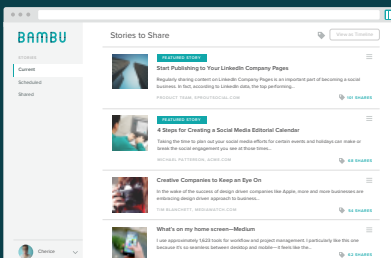 BAMBU
Stories to Share
View as Timeline
STORIES
Current
Scheduled
Shared
FEATURED STORY
Start Publishing to Your LinkedIn Company Pages
Regularly sharing content on LinkedIn Company Pages is an important part of becoming a social
business. In fact, according to LinkedIn data, the top performing...
PRODUCT TEAM, SPROUTSOCIAL.COM
SHARES
FEATURED STORY
4 Steps for Creating a Social Media Editorial Calendar
Taking the time to plan out your social media efforts for certain events and holidays can make or
break the social engagement you see at those times...
MICHAEL PATTERSON, ADWK.COM
68 SHARES
Creative Companies to Keep an Eye On
In the wake of the success of design driven companies like Apple, more and more businesses are
embracing design driven approach to business...
TIM BLANCHETT, MEDIAWATCH.COM
54 SHARES
What's on my home screen—Medium
I use approximately 1,623 tools for workflow and project management. I particularly like this one
because it's so seamless between desktop and mobile—it feels like the...
62 SHARES
Cherice